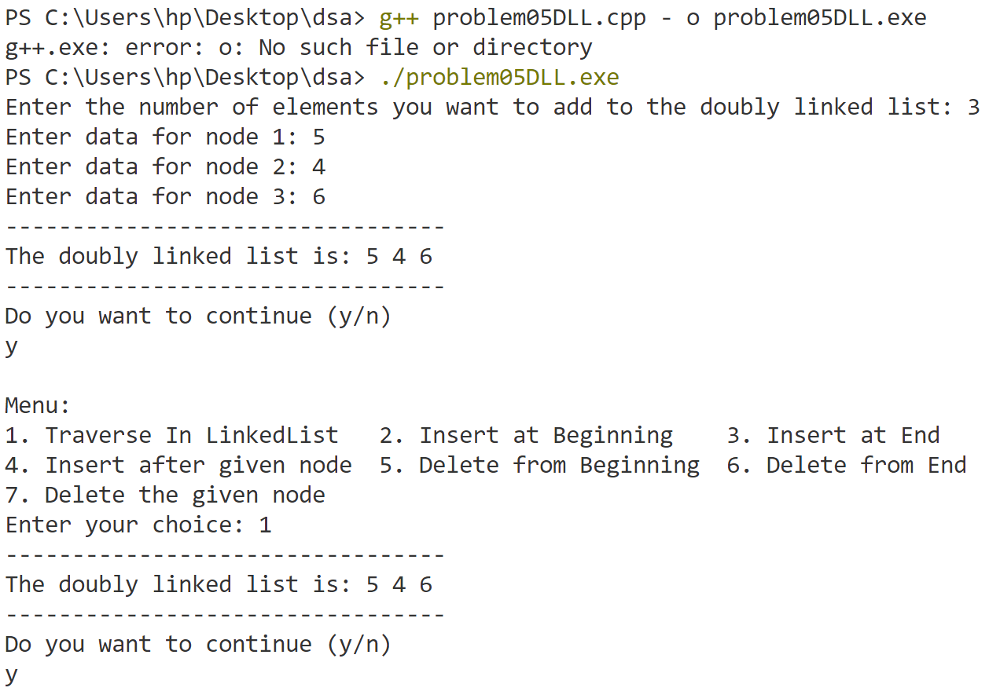 PS C:\Users\hp\Desktop\dsa> g++ problem05DLL.cpp - o problem05DLL.exe
g++.exe: error: o: No such file or directory
PS C:\Users\hp\Desktop\dsa> ./problem05DLL.exe
Enter the number of elements you want to add to the doubly linked list: 3
Enter data for node 1: 5
Enter data for node 2: 4
Enter data for node 3: 6
---------------------------------
The doubly linked list is: 5 4 6
---------------------------------
Do you want to continue (y/n)
y
Menu:
1. Traverse In LinkedList   2. Insert at Beginning    3. Insert at End
4. Insert after given node  5. Delete from Beginning  6. Delete from End
7. Delete the given node
Enter your choice: 1
---------------------------------
The doubly linked list is: 5 4 6
---------------------------------
Do you want to continue (y/n)
y